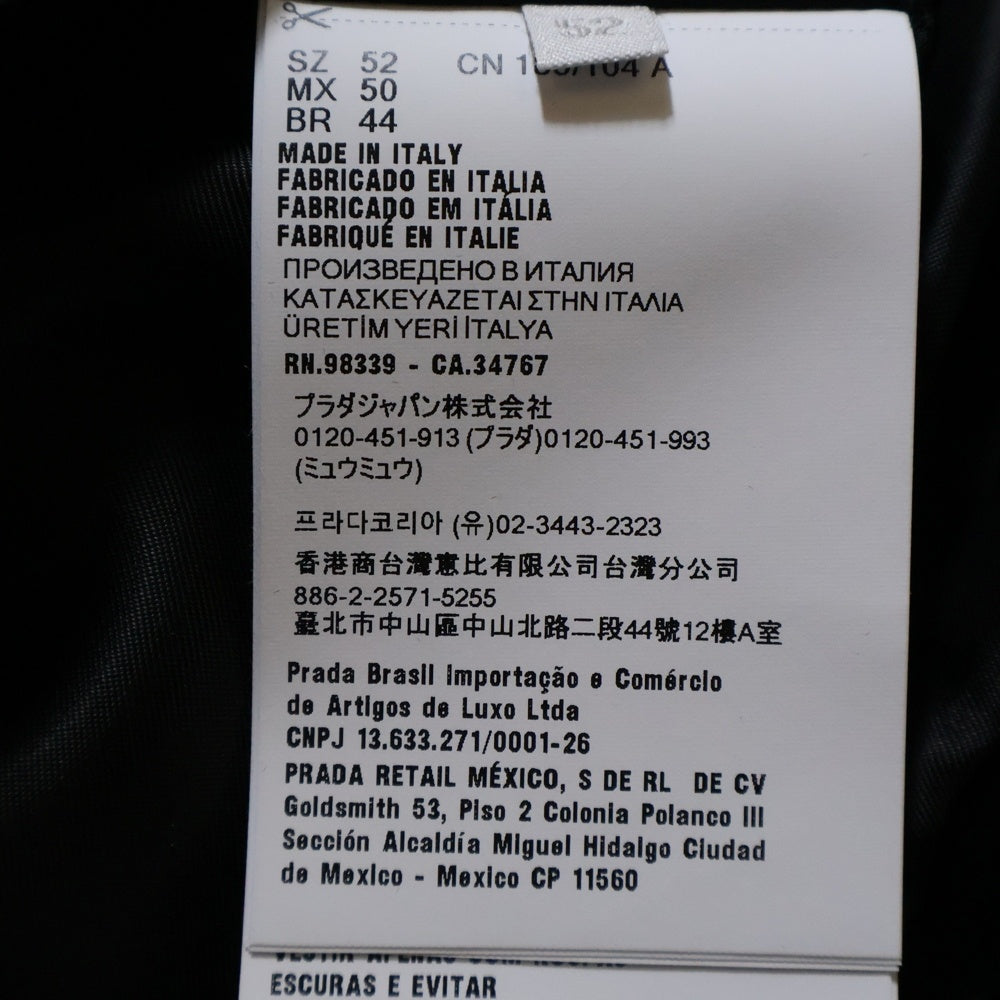 52
SZ 52 CN
MX 50
BR 44
MADE IN ITALY
FABRICADO EN ITALIA
FABRICADO EM ITÁLIA
FABRIQUÉ EN ITALIE
ПРОИЗВЕДЕНО В ИТАЛИЯ
ΚΑΤΑΣΚΕΥΑΖΕΤΑΙ ΣΤΗΝ ΙΤΑΛΙΑ
ÜRETİM YERİ İTALYA
RN.98339 - CA.34767
プラダジャパン株式会社
0120-451-913 (プラダ)0120-451-993
(ミュウミュウ)
프라다코리아 (유)02-3443-2323
香港商台灣惠比有限公司台灣分公司
886-2-2571-5255
臺北市中山區中山北路二段44號12樓A室
Prada Brasil Importação e Comércio
de Artigos de Luxo Ltda
CNPJ 13.633.271/0001-26
PRADA RETAIL MÉXICO, S DE RL DE CV
Goldsmith 53, Piso 2 Colonia Polanco III
Sección Alcaldía Miguel Hidalgo Ciudad
de Mexico - Mexico CP 11560
ESCURAS E EVITAR